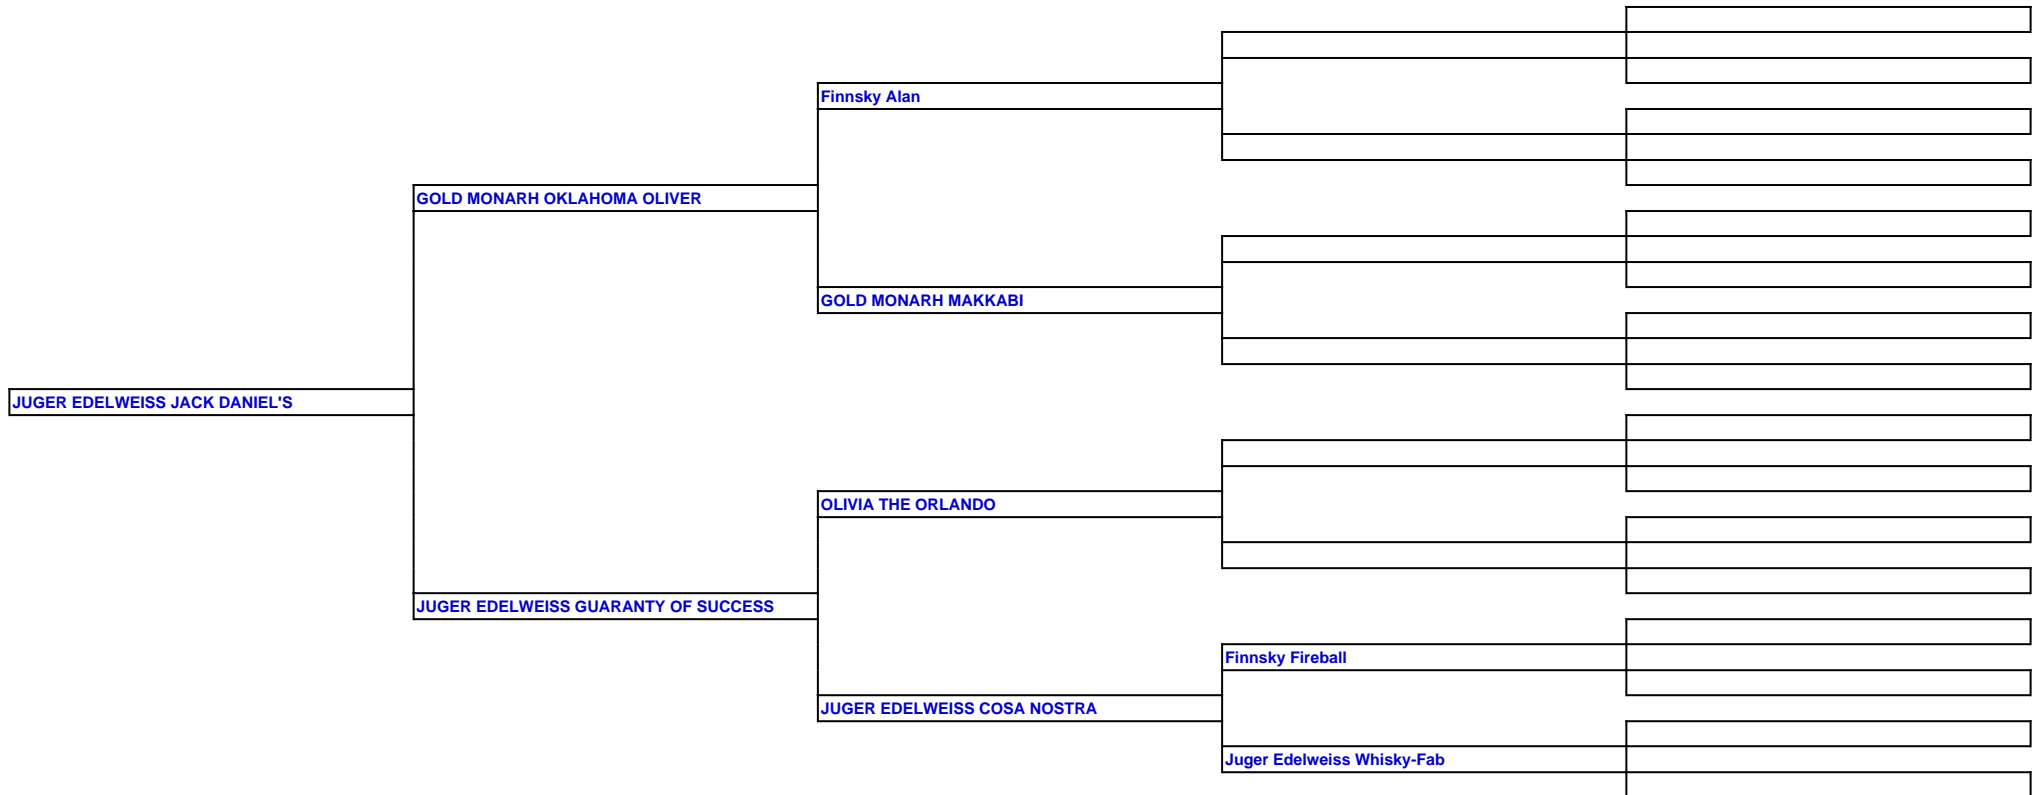 Finnsky Alan
GOLD MONARH OKLAHOMA OLIVER
GOLD MONARH MAKKABI
JUGER EDELWEISS JACK DANIEL'S
OLIVIA THE ORLANDO
JUGER EDELWEISS GUARANTY OF SUCCESS
Finnsky Fireball
JUGER EDELWEISS COSA NOSTRA
Juger Edelweiss Whisky-Fab